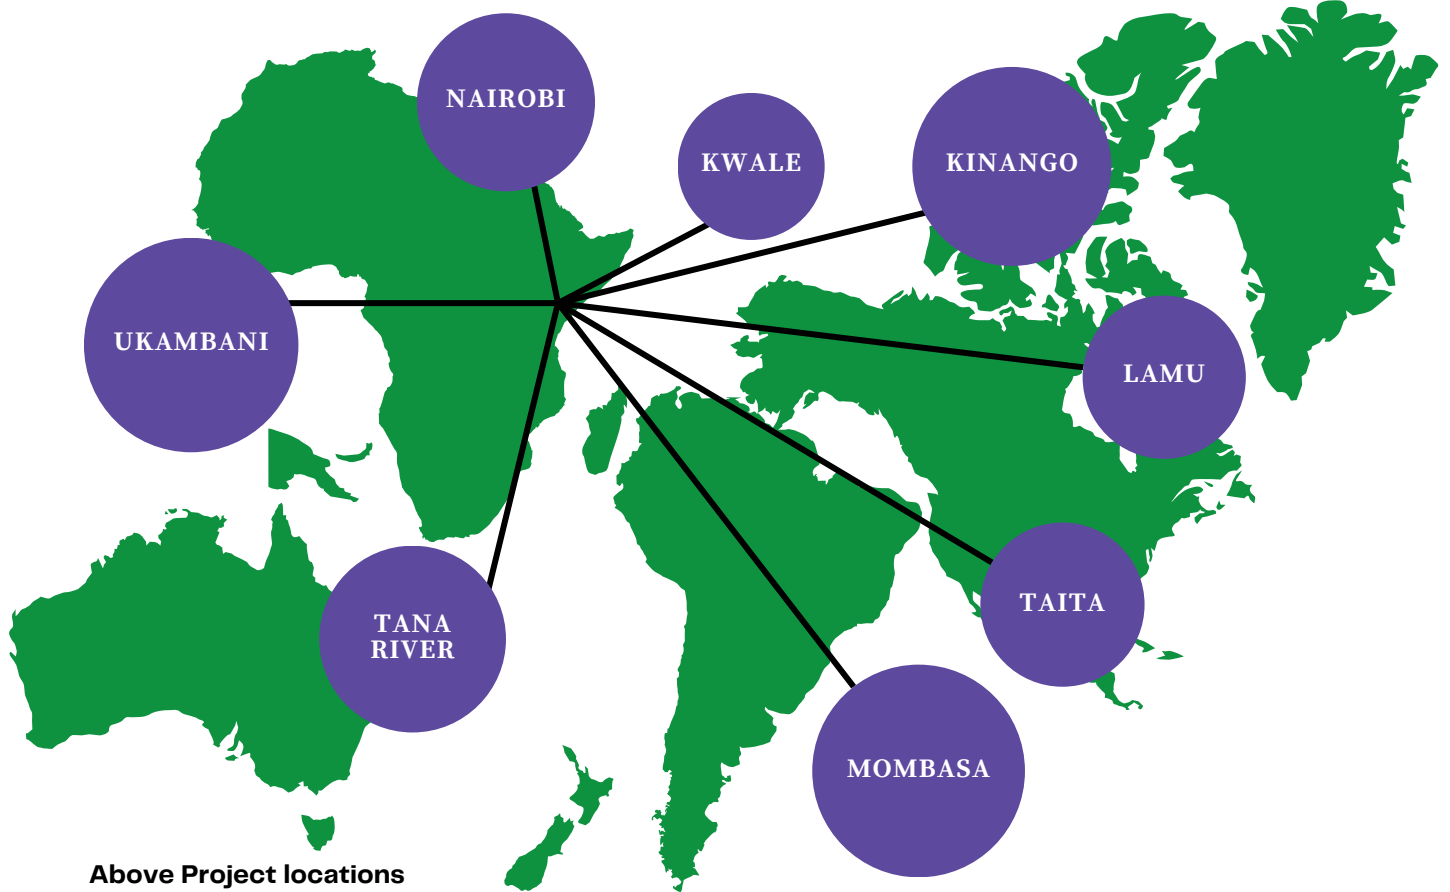 NAIROBI
KWALE
KINANGO
UKAMBANI
LAMU
TAITA
TANA
RIVER
MOMBASA
Above Project locations